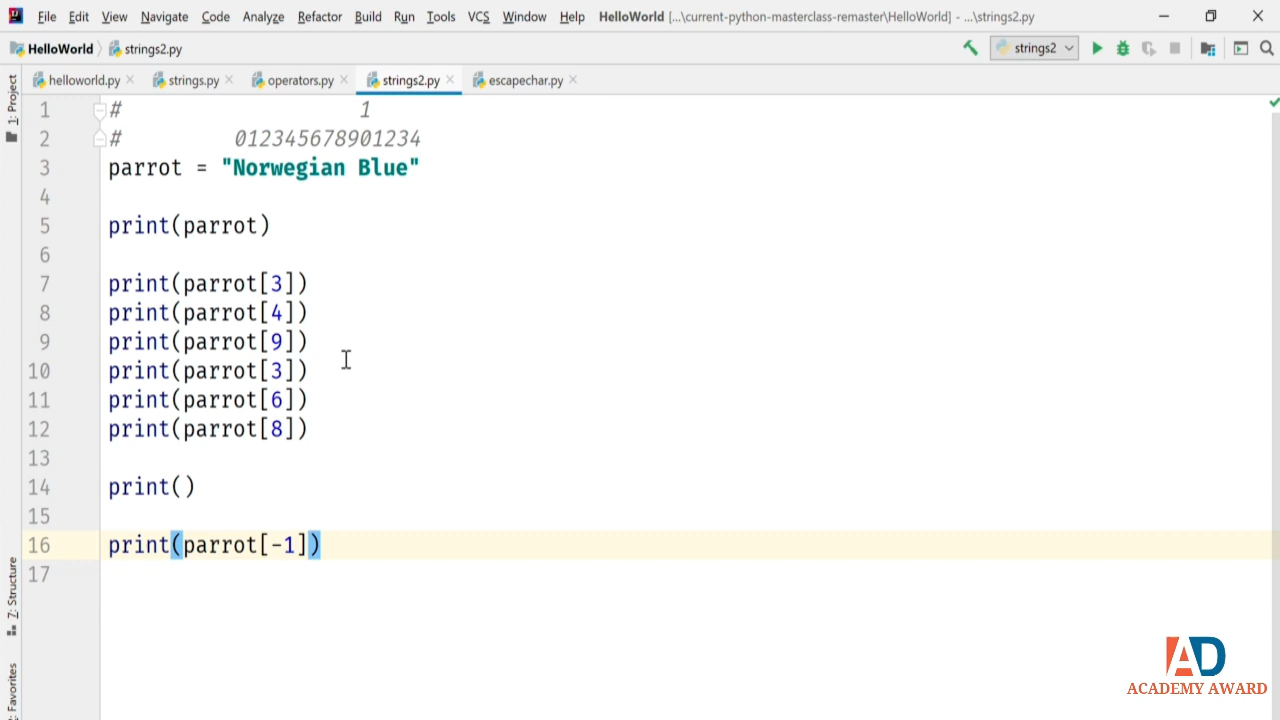 File Edit View Navigate Code Analyze Refactor Build Run Tools VCS Window Help HelloWorld [...\current-python-masterclass-remaster\HelloWorld] - ...\strings2.py
HelloWorld strings2.py strings2
helloworld.py strings.py operators.py strings2.py escapechar.py
1: Project
1 # 1
2 # 012345678901234
3 parrot = "Norwegian Blue"
4
5 print(parrot)
6
7 print(parrot[3])
8 print(parrot[4])
9 print(parrot[9])
10 print(parrot[3])
11 print(parrot[6])
12 print(parrot[8])
13
14 print()
15
16 print(parrot[-1])
17
Z: Structure
Favorites
AD
ACADEMY AWARD